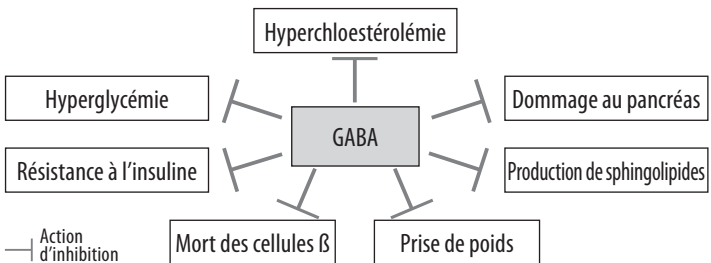 Hyperchloestérolémie
Hyperglycémie
Dommage au pancréas
GABA
Résistance à l'insuline
Production de sphingolipides
Action
d'inhibition
Mort des cellules ß
Prise de poids